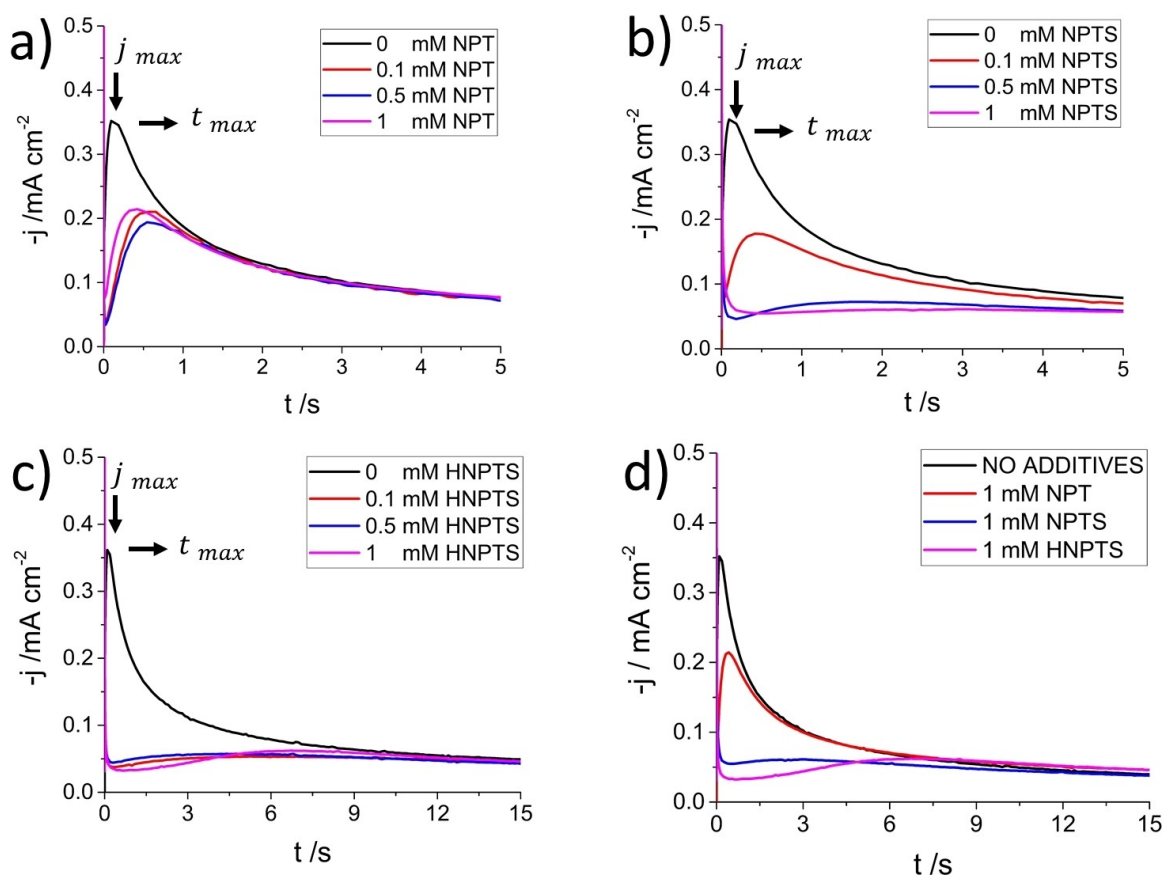 a)
j max
t max
0 mM NPT
0.1 mM NPT
0.5 mM NPT
1 mM NPT
-j /mA cm-2
0.5
0.4
0.3
0.2
0.1
0.0
0 1 2 3 4 5
t /s
b)
j max
t max
0 mM NPTS
0.1 mM NPTS
0.5 mM NPTS
1 mM NPTS
-j /mA cm-2
0.5
0.4
0.3
0.2
0.1
0.0
0 1 2 3 4 5
t /s
c)
j max
t max
0 mM HNPTS
0.1 mM HNPTS
0.5 mM HNPTS
1 mM HNPTS
-j /mA cm-2
0.5
0.4
0.3
0.2
0.1
0.0
0 3 6 9 12 15
t /s
d)
NO ADDITIVES
1 mM NPT
1 mM NPTS
1 mM HNPTS
-j / mA cm-2
0.5
0.4
0.3
0.2
0.1
0.0
0 3 6 9 12 15
t /s